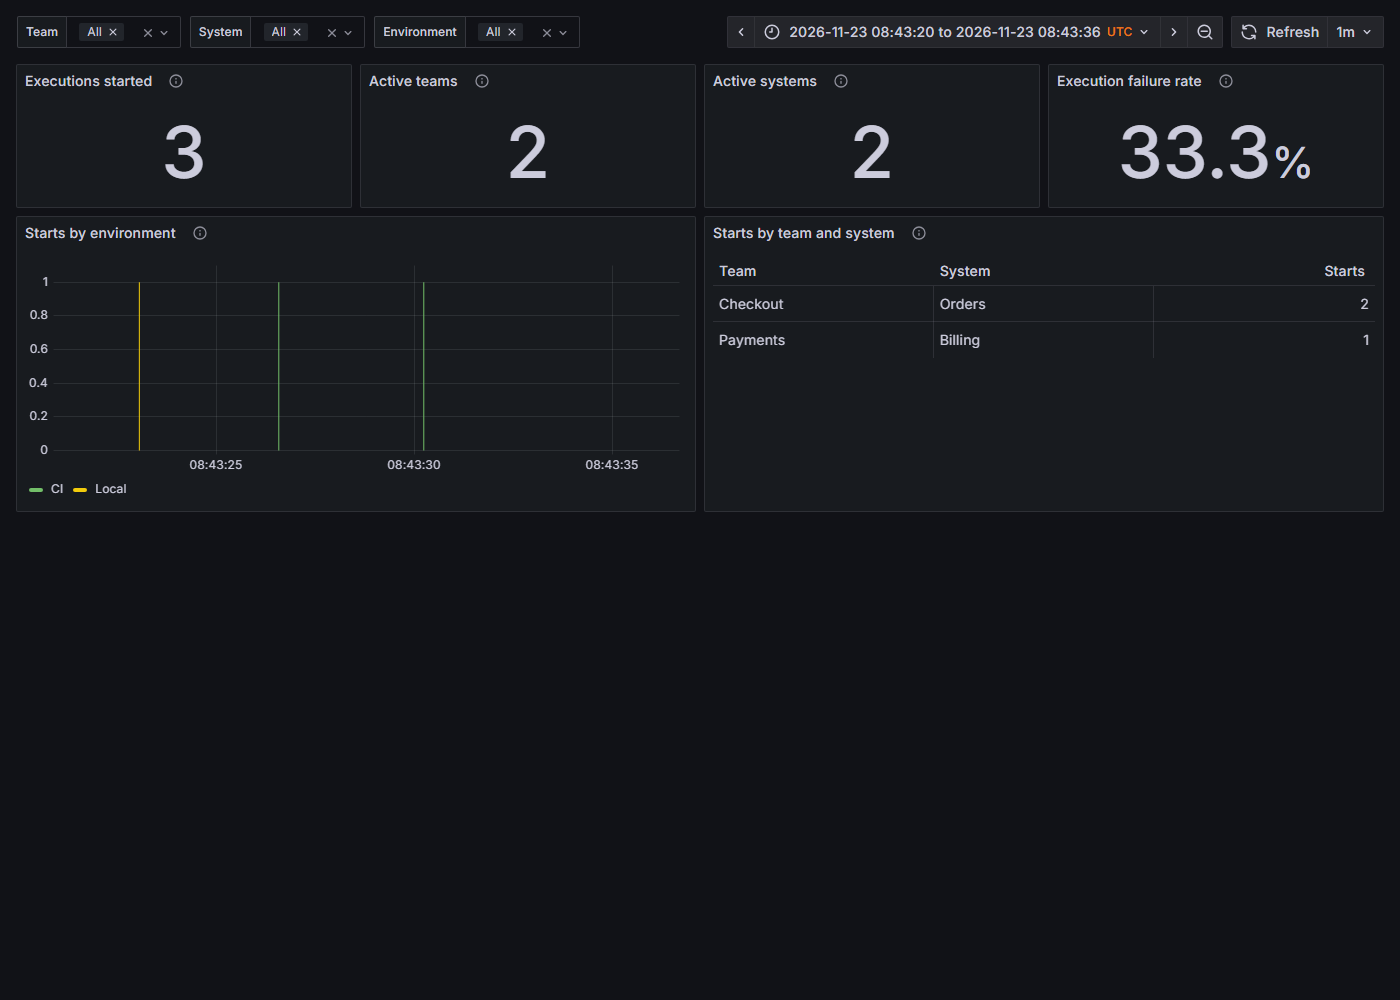 Team All System All Environment All 2026-11-23 08:43:20 to 2026-11-23 08:43:36 UTC Refresh 1m
Executions started
3
Active teams
2
Active systems
2
Execution failure rate
33.3%
Starts by environment
1
0.8
0.6
0.4
0.2
0
08:43:25 08:43:30 08:43:35
CI Local
Starts by team and system
Team System Starts
Checkout Orders 2
Payments Billing 1